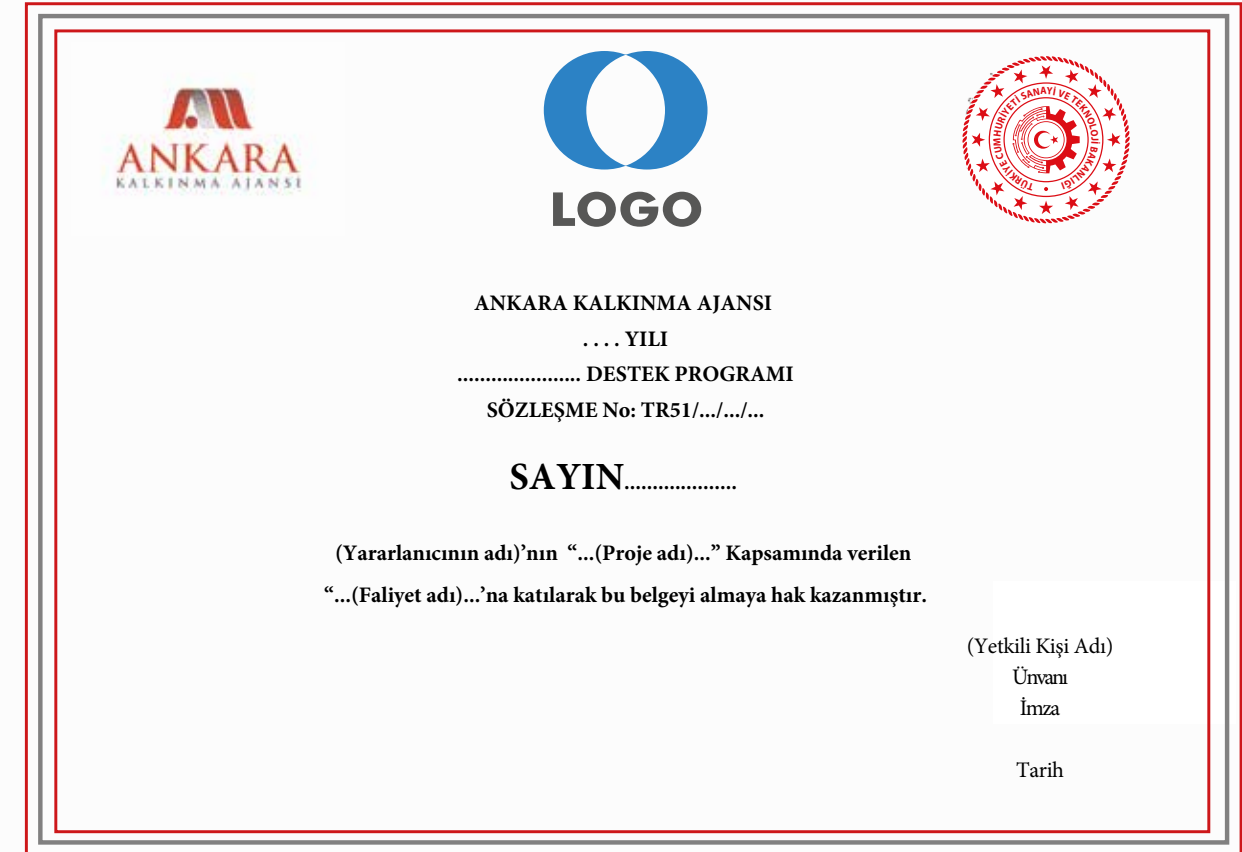 ANKARA
KALKINMA AJANSI
LOGO
TÜRKİYE CUMHURİYETİ SANAYİ VE TEKNOLOJİ BAKANLIĞI
ANKARA KALKINMA AJANSI
. . . . YILI
...................... DESTEK PROGRAMI
SÖZLEŞME No: TR51/.../.../...
SAYIN....................
(Yararlanıcının adı)’nın “...(Proje adı)...” Kapsamında verilen
“...(Faliyet adı)...’na katılarak bu belgeyi almaya hak kazanmıştır.
(Yetkili Kişi Adı)
Ünvanı
İmza
Tarih